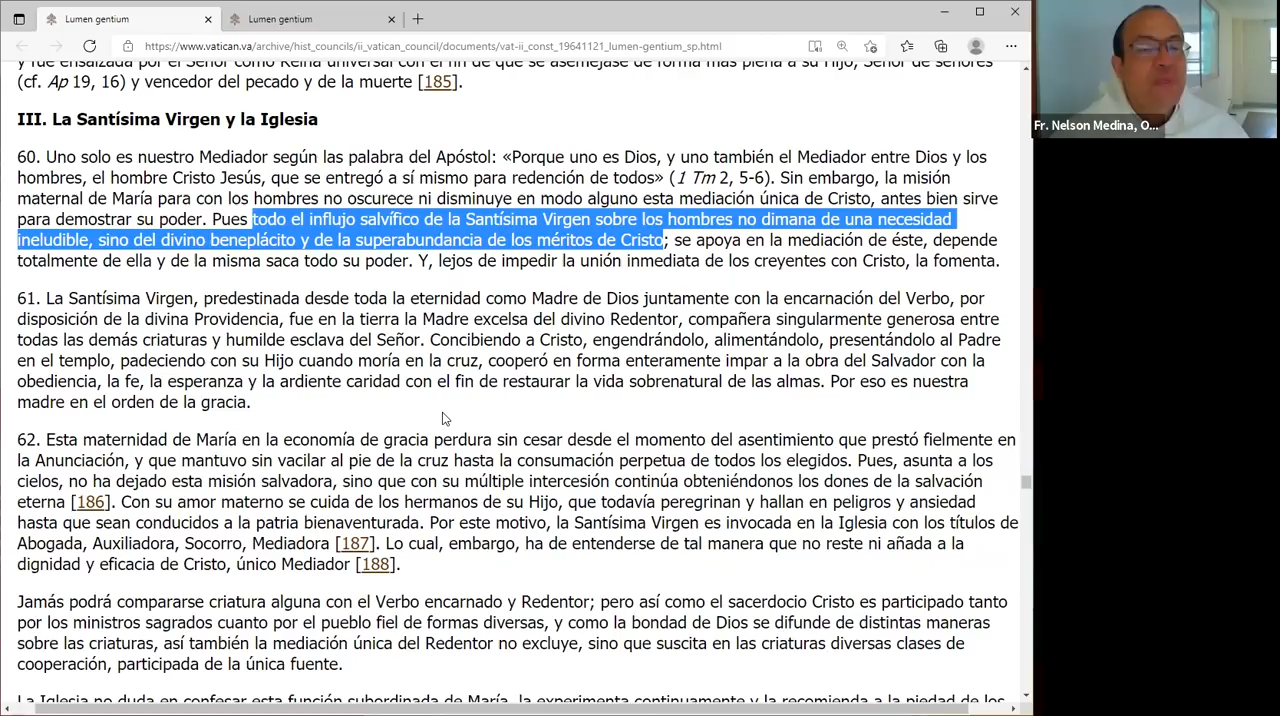 Lumen gentium
Lumen gentium
https://www.vatican.va/archive/hist_councils/ii_vatican_council/documents/vat-ii_const_19641121_lumen-gentium_sp.html
y fue ensalzada por el Señor como Reina universal con el fin de que se asemejase de forma más plena a su Hijo, Señor de señores
(cf. Ap 19, 16) y vencedor del pecado y de la muerte [185].
III. La Santísima Virgen y la Iglesia
60. Uno solo es nuestro Mediador según las palabra del Apóstol: «Porque uno es Dios, y uno también el Mediador entre Dios y los
hombres, el hombre Cristo Jesús, que se entregó a sí mismo para redención de todos» (1 Tm 2, 5-6). Sin embargo, la misión
maternal de María para con los hombres no oscurece ni disminuye en modo alguno esta mediación única de Cristo, antes bien sirve
para demostrar su poder. Pues todo el influjo salvífico de la Santísima Virgen sobre los hombres no dimana de una necesidad
ineludible, sino del divino beneplácito y de la superabundancia de los méritos de Cristo; se apoya en la mediación de éste, depende
totalmente de ella y de la misma saca todo su poder. Y, lejos de impedir la unión inmediata de los creyentes con Cristo, la fomenta.
61. La Santísima Virgen, predestinada desde toda la eternidad como Madre de Dios juntamente con la encarnación del Verbo, por
disposición de la divina Providencia, fue en la tierra la Madre excelsa del divino Redentor, compañera singularmente generosa entre
todas las demás criaturas y humilde esclava del Señor. Concibiendo a Cristo, engendrándolo, alimentándolo, presentándolo al Padre
en el templo, padeciendo con su Hijo cuando moría en la cruz, cooperó en forma enteramente impar a la obra del Salvador con la
obediencia, la fe, la esperanza y la ardiente caridad con el fin de restaurar la vida sobrenatural de las almas. Por eso es nuestra
madre en el orden de la gracia.
62. Esta maternidad de María en la economía de gracia perdura sin cesar desde el momento del asentimiento que prestó fielmente en
la Anunciación, y que mantuvo sin vacilar al pie de la cruz hasta la consumación perpetua de todos los elegidos. Pues, asunta a los
cielos, no ha dejado esta misión salvadora, sino que con su múltiple intercesión continúa obteniéndonos los dones de la salvación
eterna [186]. Con su amor materno se cuida de los hermanos de su Hijo, que todavía peregrinan y hallan en peligros y ansiedad
hasta que sean conducidos a la patria bienaventurada. Por este motivo, la Santísima Virgen es invocada en la Iglesia con los títulos de
Abogada, Auxiliadora, Socorro, Mediadora [187]. Lo cual, embargo, ha de entenderse de tal manera que no reste ni añada a la
dignidad y eficacia de Cristo, único Mediador [188].
Jamás podrá compararse criatura alguna con el Verbo encarnado y Redentor; pero así como el sacerdocio Cristo es participado tanto
por los ministros sagrados cuanto por el pueblo fiel de formas diversas, y como la bondad de Dios se difunde de distintas maneras
sobre las criaturas, así también la mediación única del Redentor no excluye, sino que suscita en las criaturas diversas clases de
cooperación, participada de la única fuente.
La Iglesia no duda en confesar esta función subordinada de María, la experimenta continuamente y la recomienda a la piedad de los
Fr. Nelson Medina, O...